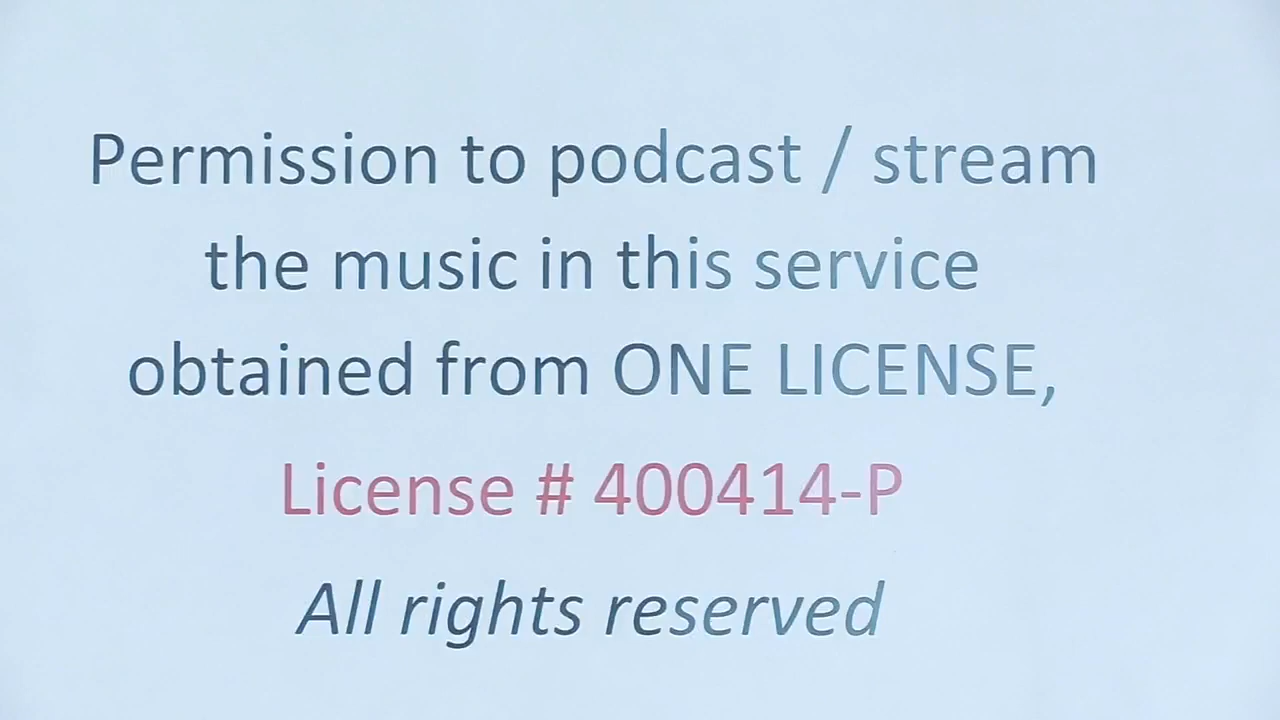 Permission to podcast / stream
the music in this service
obtained from ONE LICENSE,
License # 400414-P
All rights reserved